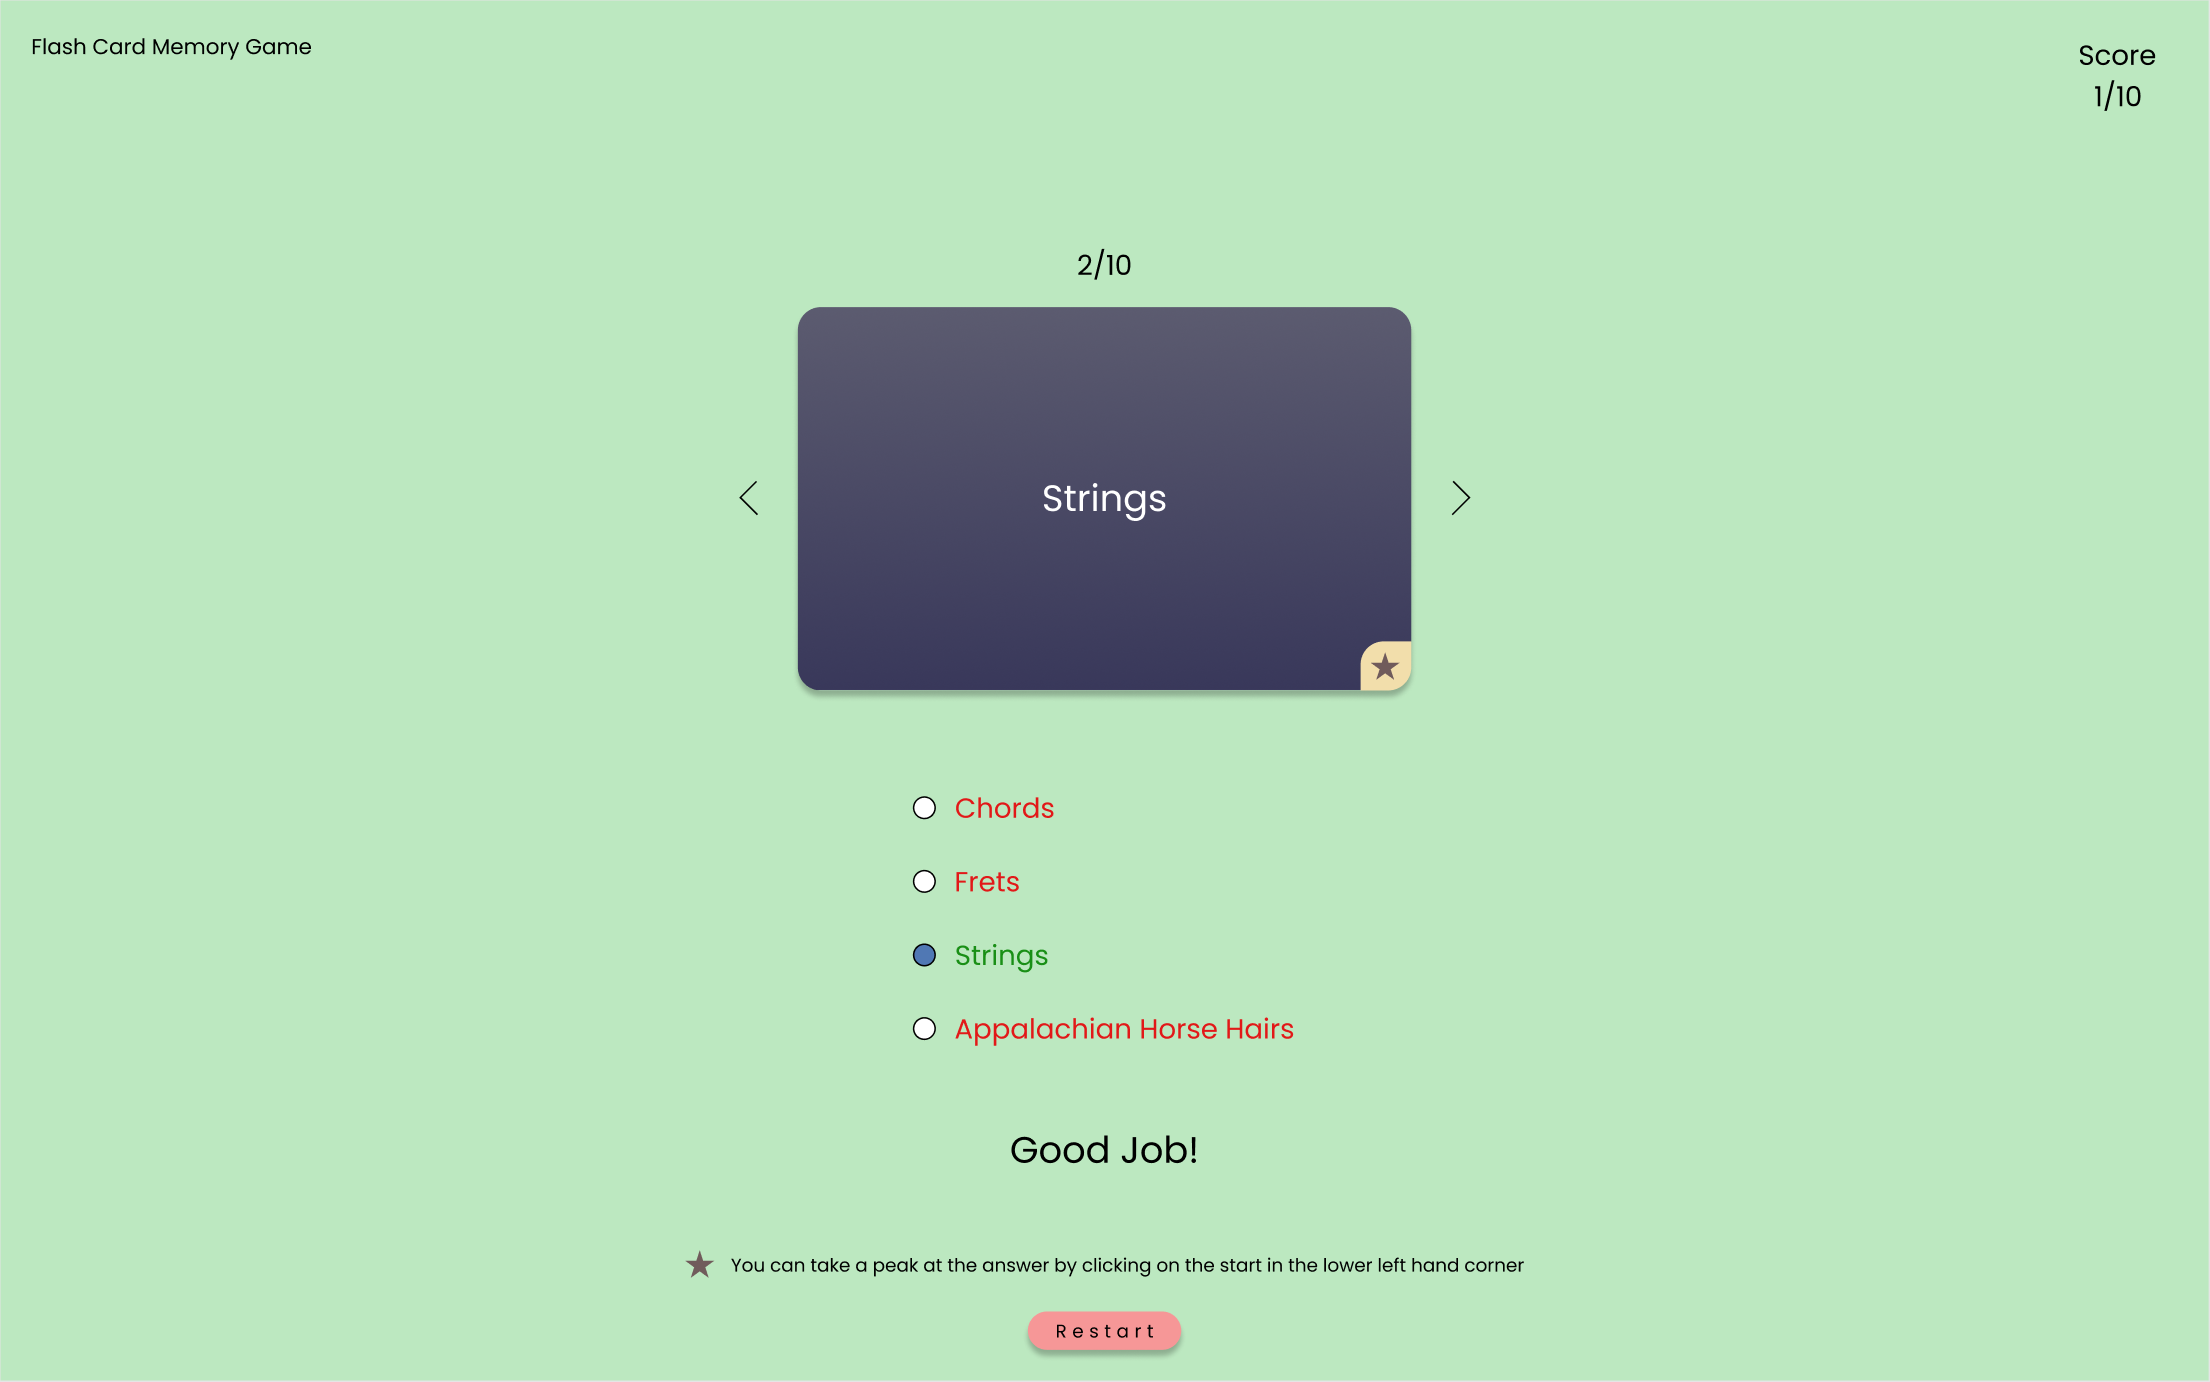 Flash Card Memory Game
Score
1/10
2/10
Strings
Chords
Frets
Strings
Appalachian Horse Hairs
Good Job!
You can take a peak at the answer by clicking on the start in the lower left hand corner
Restart